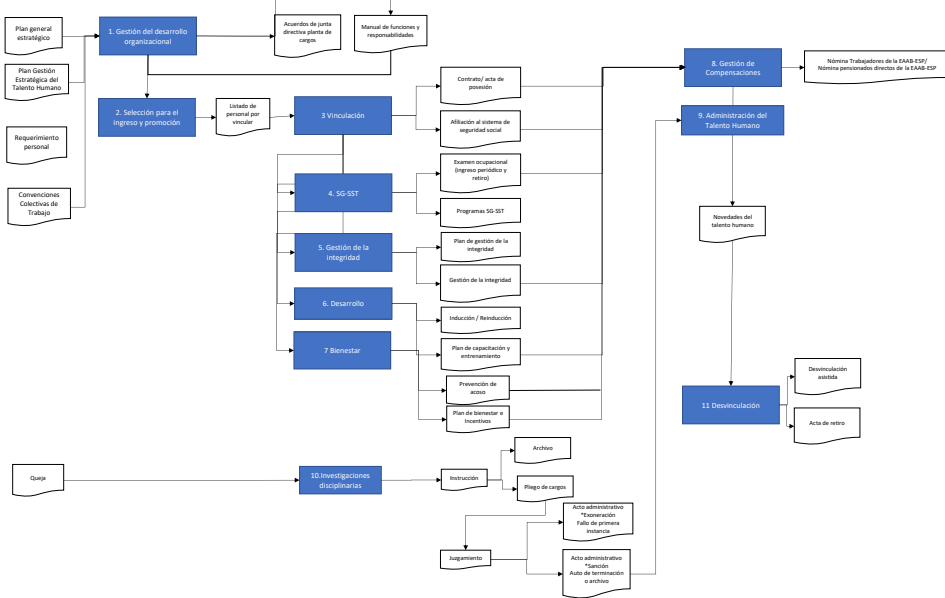 Plan general
estratégico
1. Gestión del desarrollo
organizacional
Acuerdos de junta
directiva planta de
cargos
Manual de funciones y
responsabilidades
Plan Gestión
Estratégica del
Talento Humano
2. Selección para el
ingreso y promoción
Listado de
personal por
vincular
3 Vinculación
Contrato/ acta de
posesión
Afiliación al sistema de
seguridad social
8. Gestión de
Compensaciones
Nómina Trabajadores de la EAAB-ESP/
Nómina pensionados directos de la EAAB-ESP
9. Administración del
Talento Humano
Requerimiento
personal
Convenciones
Colectivas de
Trabajo
4. SG-SST
Examen ocupacional
(ingreso periódico y
retiro)
Programas SG-SST
Novedades del
talento humano
5. Gestión de la
integridad
Plan de gestión de la
integridad
Gestión de la integridad
6. Desarrollo
Inducción / Reinducción
7 Bienestar
Plan de capacitación y
entrenamiento
Prevención de
acoso
Plan de bienestar e
Incentivos
11 Desvinculación
Desvinculación
asistida
Acta de retiro
Queja
10.Investigaciones
disciplinarias
Instrucción
Archivo
Pliego de cargos
Juzgamiento
Acto administrativo
*Exoneración
Fallo de primera
instancia
Acto administrativo
*Sanción
Auto de terminación
o archivo